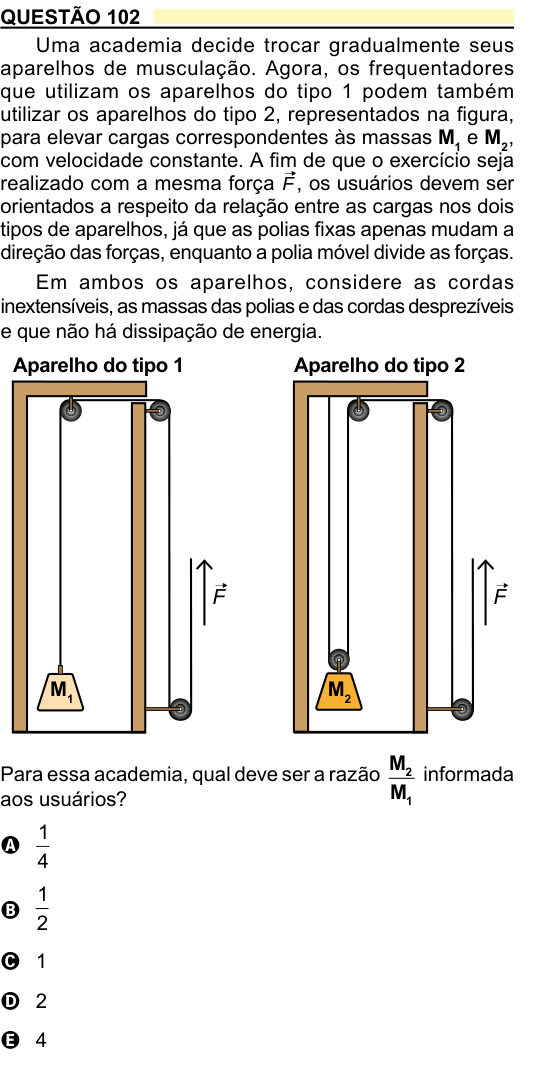 QUESTÃO 102
Uma academia decide trocar gradualmente seus
aparelhos de musculação. Agora, os frequentadores
que utilizam os aparelhos do tipo 1 podem também
utilizar os aparelhos do tipo 2, representados na figura,
para elevar cargas correspondentes às massas M₁ e M₂,
com velocidade constante. A fim de que o exercício seja
realizado com a mesma força F⃗, os usuários devem ser
orientados a respeito da relação entre as cargas nos dois
tipos de aparelhos, já que as polias fixas apenas mudam a
direção das forças, enquanto a polia móvel divide as forças.
Em ambos os aparelhos, considere as cordas
inextensíveis, as massas das polias e das cordas desprezíveis
e que não há dissipação de energia.
Aparelho do tipo 1 Aparelho do tipo 2
F⃗ F⃗
M₁ M₂
Para essa academia, qual deve ser a razão M₂/M₁ informada
aos usuários?
A 1/4
B 1/2
C 1
D 2
E 4